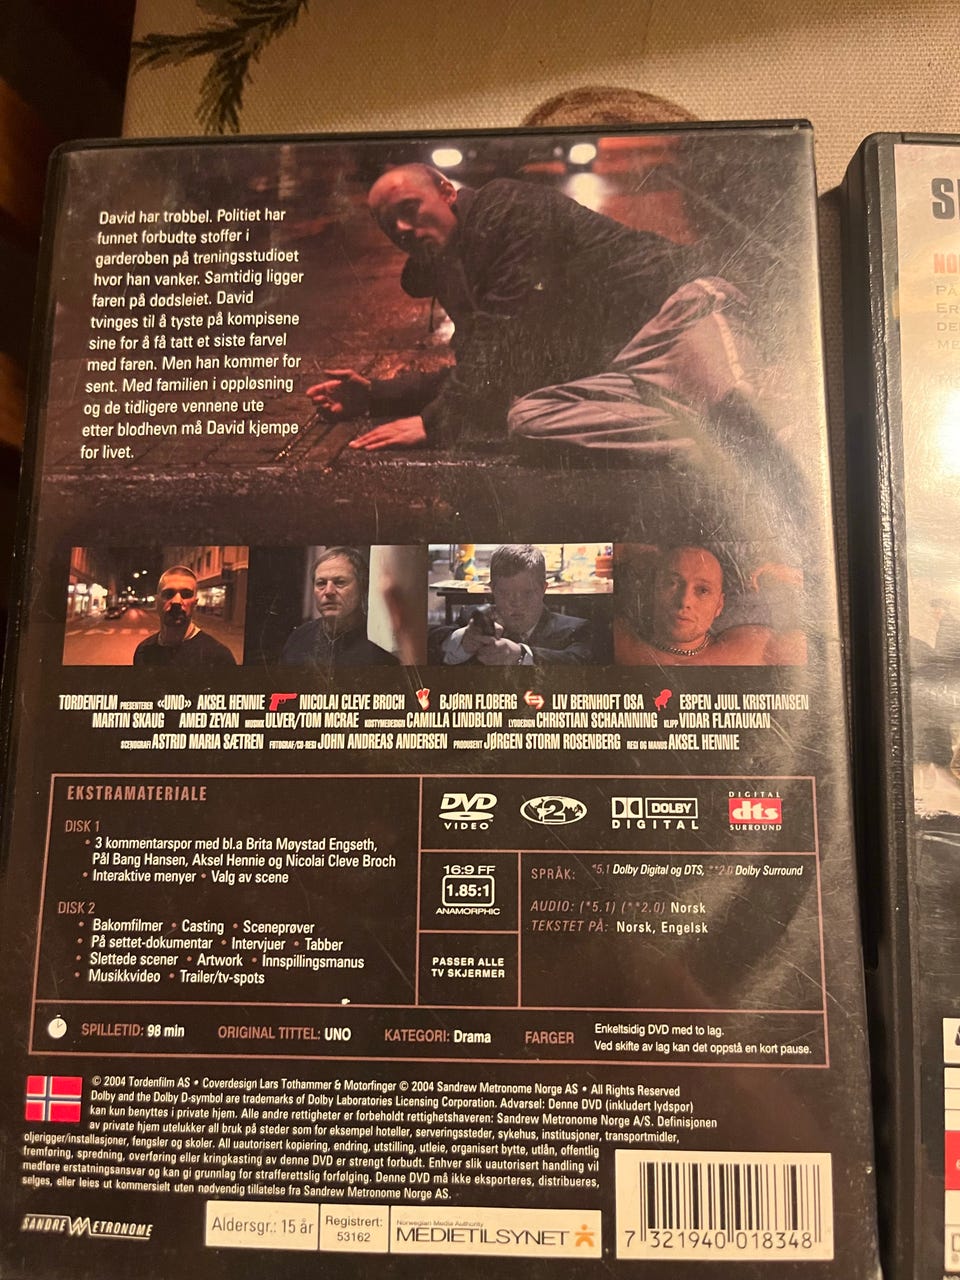 David har trøbbel. Politiet har
funnet forbudte stoffer i
garderoben på treningsstudioet
hvor han vanker. Samtidig ligger
faren på dødsleiet. David
tvinges til å tyste på kompisene
sine for å få tatt et siste farvel
med faren. Men han kommer for
sent. Med familien i oppløsning
og de tidligere vennene ute
etter blodhevn må David kjempe
for livet.
TORDENFILM PRESENTERER «UNO» AKSEL HENNIE NICOLAI CLEVE BROCH BJØRN FLOBERG LIV BERNHOFT OSA ESPEN JUUL KRISTIANSEN
MARTIN SKAUG AMED ZEYAN MUSIKK ULVER/TOM MCRAE KOSTYMEDESIGN CAMILLA LINDBLOM LYDDESIGN CHRISTIAN SCHAANNING KLIPP VIDAR FLATAUKAN
SCENOGRAFI ASTRID MARIA SÆTREN FOTOGRAF/CO-REGI JOHN ANDREAS ANDERSEN PRODUSENT JØRGEN STORM ROSENBERG REGI OG MANUS AKSEL HENNIE
EKSTRAMATERIALE
DISK 1
• 3 kommentarspor med bl.a Brita Møystad Engseth,
Pål Bang Hansen, Aksel Hennie og Nicolai Cleve Broch
• Interaktive menyer • Valg av scene
DISK 2
• Bakomfilmer • Casting • Sceneprøver
• På settet-dokumentar • Intervjuer • Tabber
• Slettede scener • Artwork • Innspillingsmanus
• Musikkvideo • Trailer/tv-spots
DVD
VIDEO
2
DOLBY
DIGITAL
DIGITAL
dts
SURROUND
16:9 FF
1.85:1
ANAMORPHIC
PASSER ALLE
TV SKJERMER
SPRÅK: *5.1 Dolby Digital og DTS, **2.0 Dolby Surround
AUDIO: (*5.1) (**2.0) Norsk
TEKSTET PÅ: Norsk, Engelsk
SPILLETID: 98 min ORIGINAL TITTEL: UNO KATEGORI: Drama FARGER
Enkeltsidig DVD med to lag.
Ved skifte av lag kan det oppstå en kort pause.
© 2004 Tordenfilm AS • Coverdesign Lars Tothammer & Motorfinger © 2004 Sandrew Metronome Norge AS • All Rights Reserved
Dolby and the Dolby D-symbol are trademarks of Dolby Laboratories Licensing Corporation. Advarsel: Denne DVD (inkludert lydspor)
kan kun benyttes i private hjem. Alle andre rettigheter er forbeholdt rettighetshaveren: Sandrew Metronome Norge A/S. Definisjonen
av private hjem utelukker all bruk på steder som for eksempel hoteller, serveringssteder, sykehus, institusjoner, transportmidler,
oljerigger/installasjoner, fengsler og skoler. All uautorisert kopiering, endring, utstilling, utleie, organisert bytte, utlån, offentlig
fremføring, spredning, overføring eller kringkasting av denne DVD er strengt forbudt. Enhver slik uautorisert handling vil
medføre erstatningsansvar og kan gi grunnlag for strafferettslig forfølging. Denne DVD må ikke eksporteres, distribueres,
selges, eller leies ut kommersielt uten nødvendig tillatelse fra Sandrew Metronome Norge AS.
SANDREW METRONOME
Aldersgr.: 15 år
Registrert:
53162
Norwegian Media Authority
MEDIETILSYNET
7 321940 018348
S
NO
PÅ
ER
DE
ME